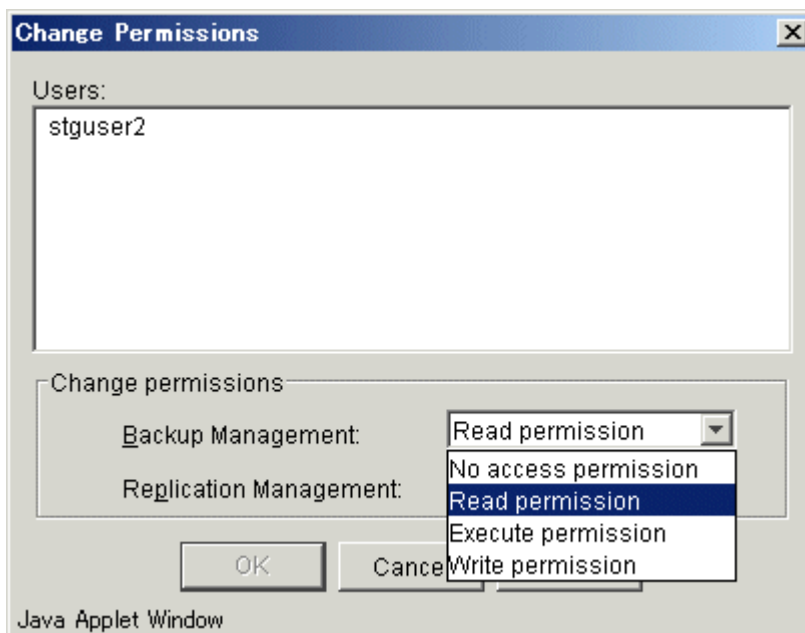 Change Permissions
Users:
stguser2
Change permissions
Backup Management: Read permission
No access permission
Replication Management: Read permission
Execute permission
OK Cance Write permission
Java Applet Window